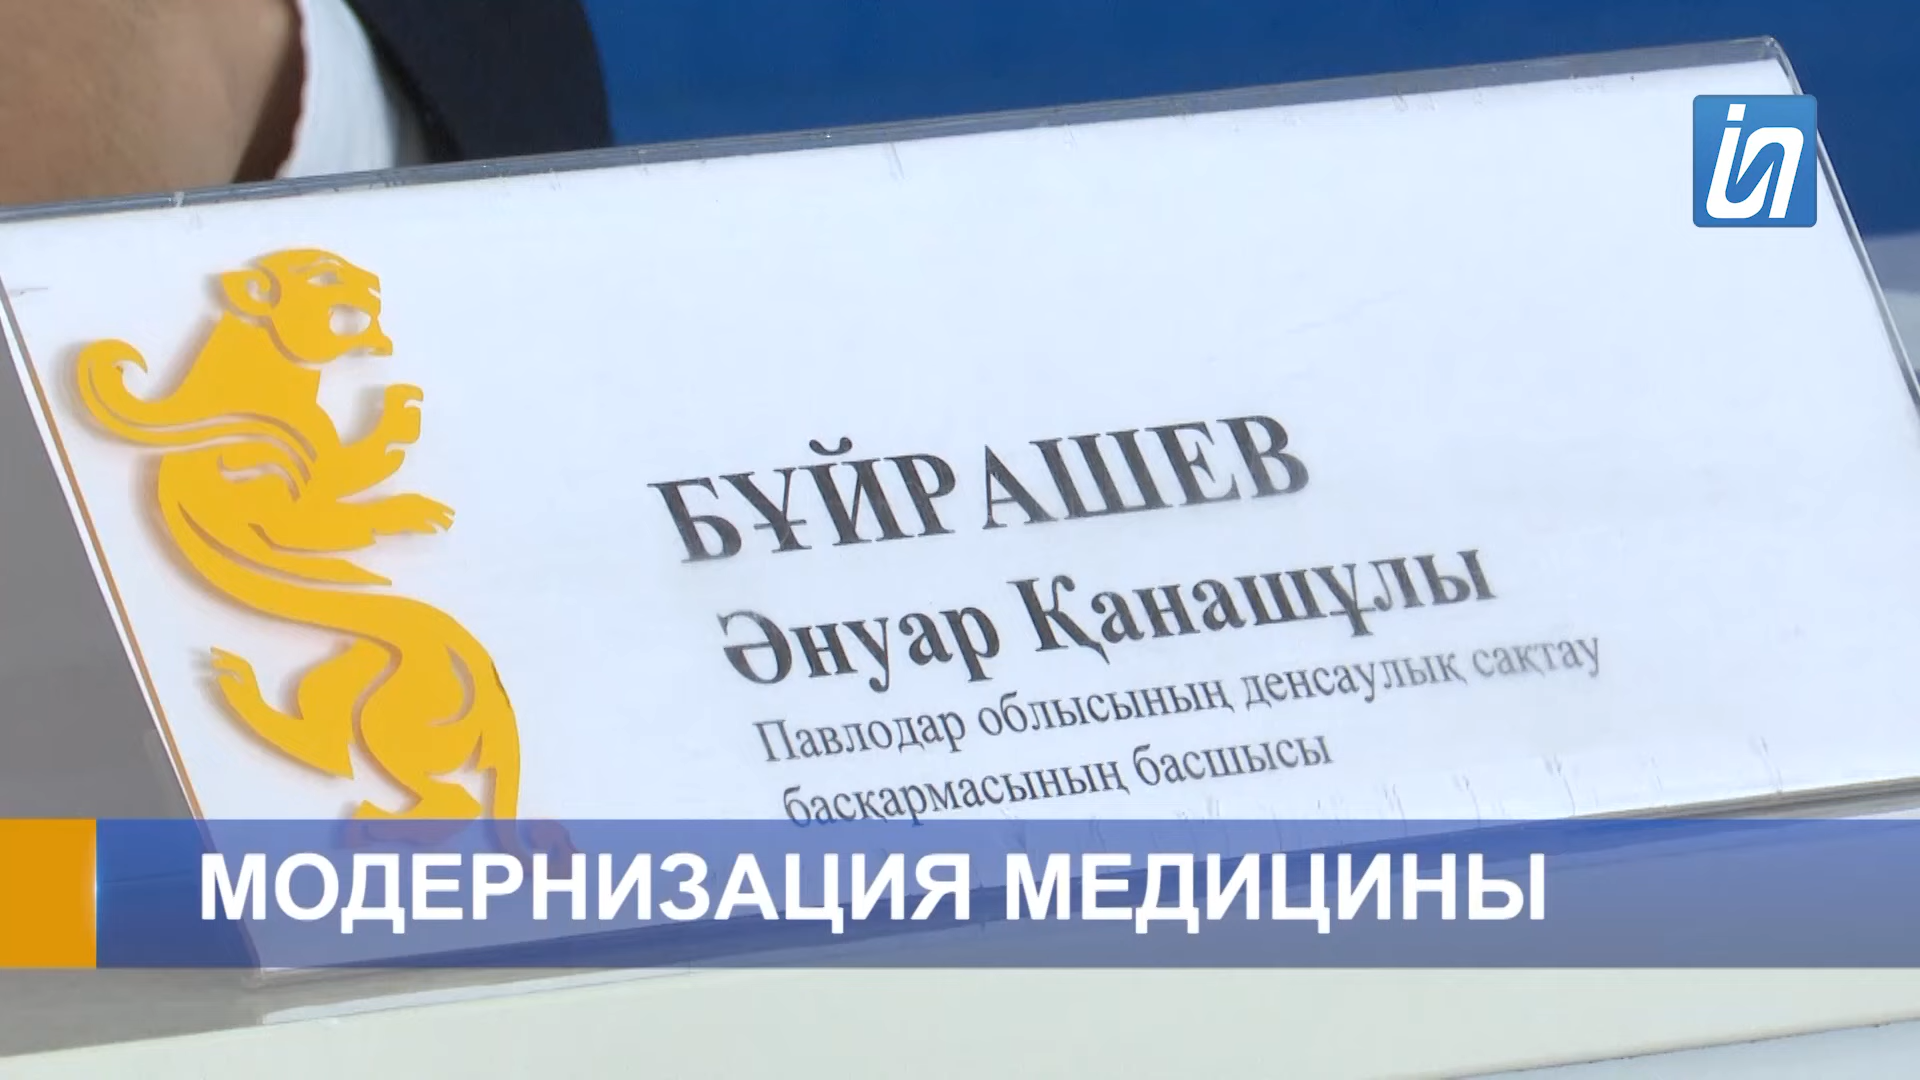 БҰЙРАШЕВ
Әнуар Қанашұлы
Павлодар облысының денсаулық сақтау
басқармасының басшысы
МОДЕРНИЗАЦИЯ МЕДИЦИНЫ